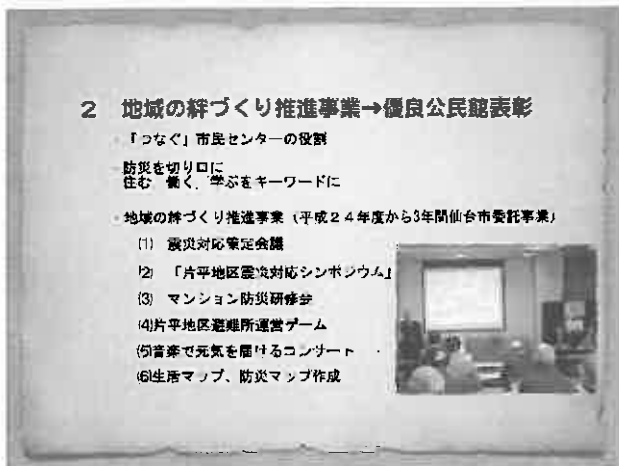 2 地域の絆づくり推進事業→優良公民館表彰
「つなぐ」市民センターの役割
防災を切り口に
住む、働く、学ぶをキーワードに
地域の絆づくり推進事業（平成24年度から3年間仙台市委託事業）
(1) 震災対応策定会議
(2) 「片平地区震災対応シンポジウム」
(3) マンション防災研修会
(4)片平地区避難所運営ゲーム
(5)音楽で元気を届けるコンサート
(6)生活マップ、防災マップ作成